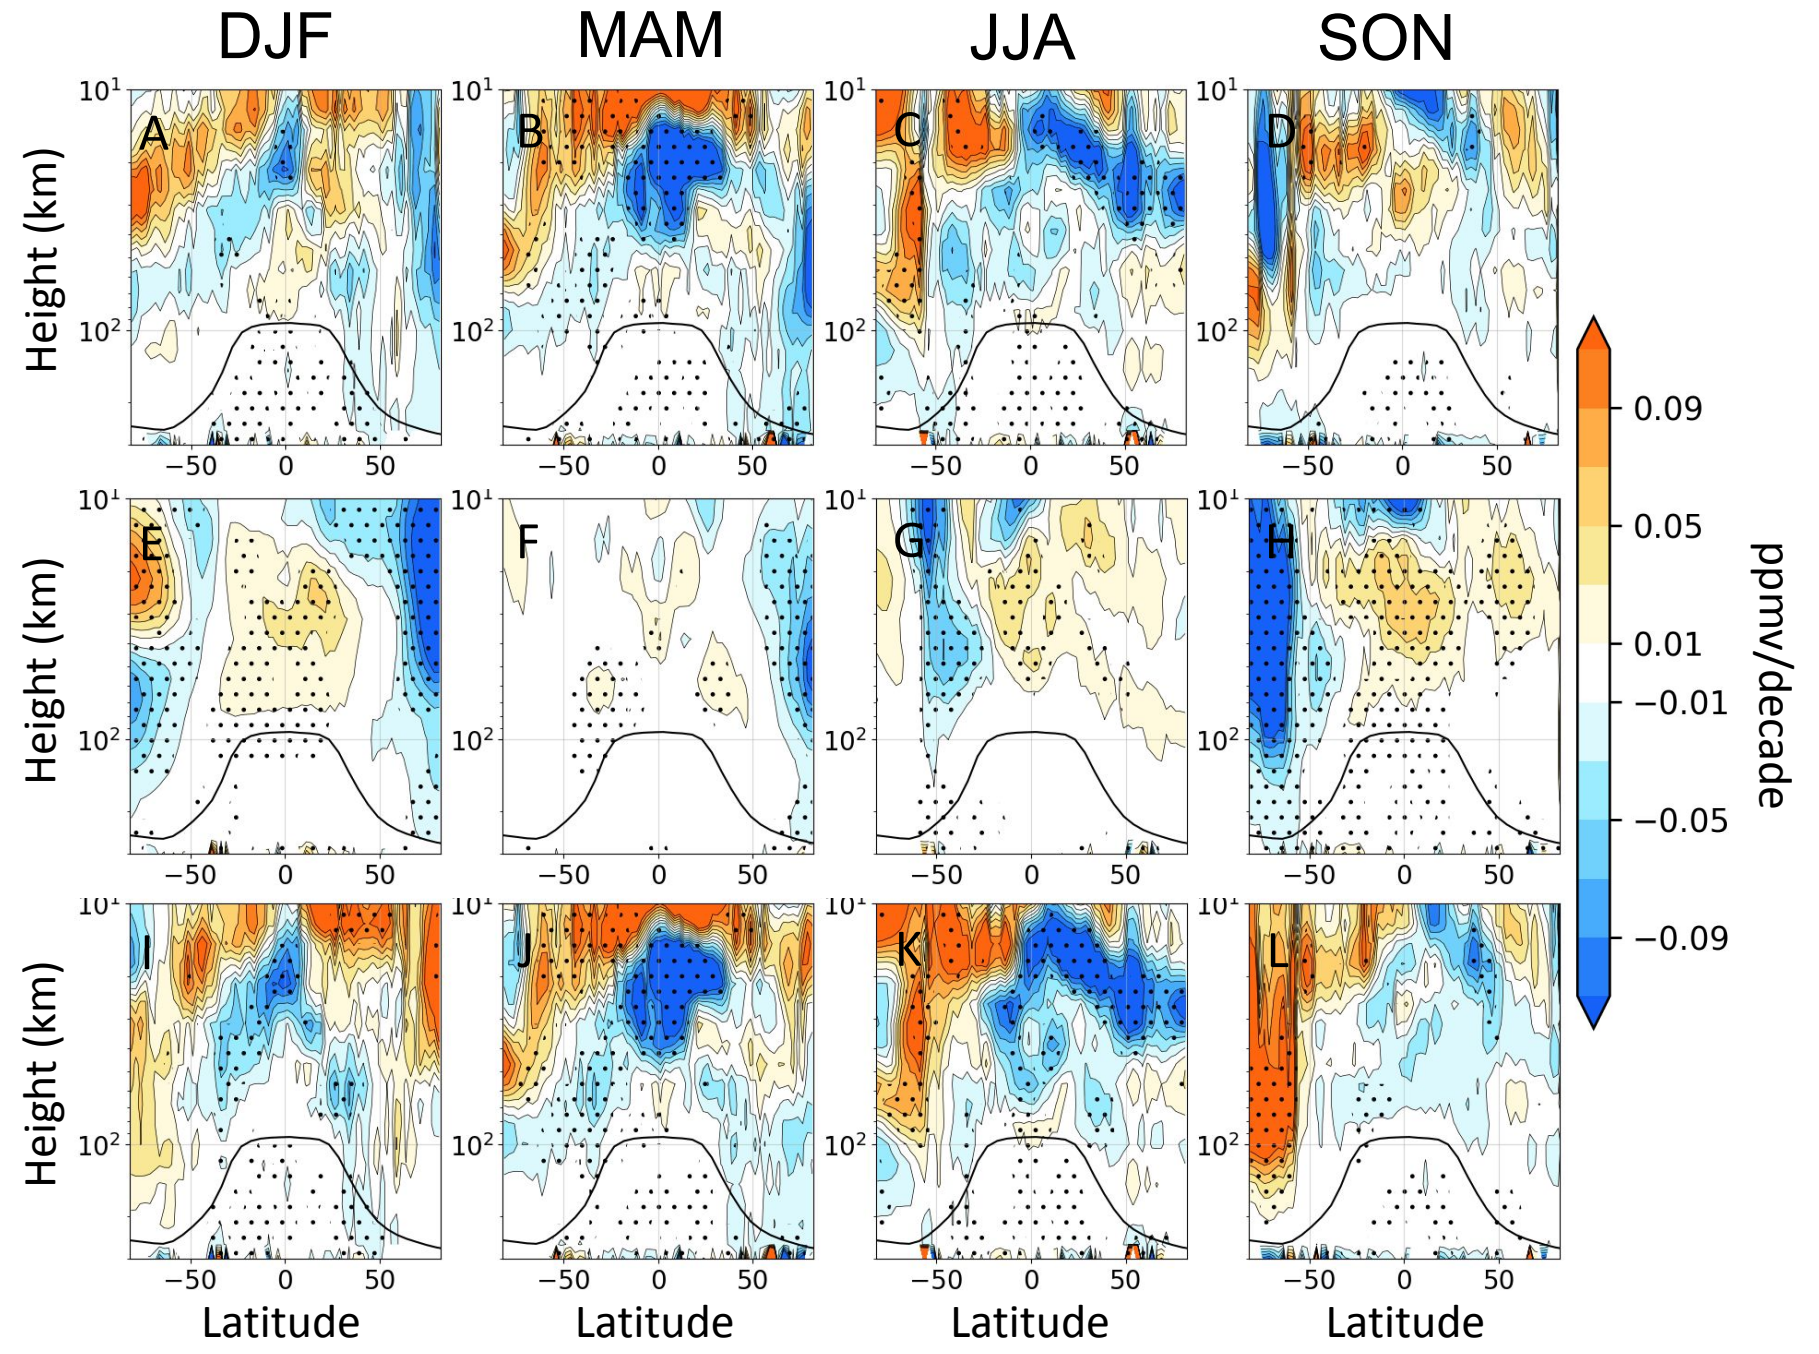 DJF MAM JJA SON
Height (km)
10¹ 10² A −50 0 50
10¹ 10² B −50 0 50
10¹ 10² C −50 0 50
10¹ 10² D −50 0 50
Height (km)
10¹ 10² E −50 0 50
10¹ 10² F −50 0 50
10¹ 10² G −50 0 50
10¹ 10² H −50 0 50
Height (km)
10¹ 10² I −50 0 50
10¹ 10² J −50 0 50
10¹ 10² K −50 0 50
10¹ 10² L −50 0 50
Latitude Latitude Latitude Latitude
0.09
0.05
0.01
−0.01
−0.05
−0.09
ppmv/decade